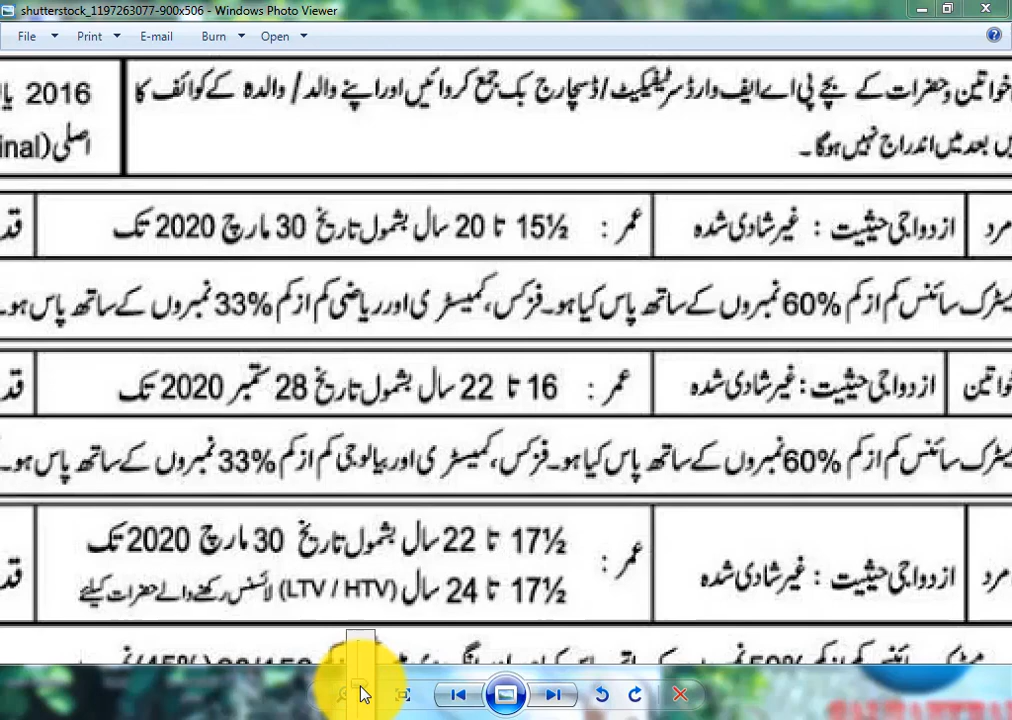 shutterstock_1197263077-900x506 - Windows Photo Viewer
File Print E-mail Burn Open
خواتین وحضرات کے بچے پی اے ایف وارڈ سرٹیفیکیٹ / ڈسچارج بک جمع کروائیں اوراپنے والد / والدہ کے کوائف کا
2016
بعد میں اندراج نہیں ہوگا ۔
اصلی (inal
مرد
ازدواجی حیثیت : غیر شادی شدہ
عمر : 15½ تا 20 سال بشمول تاریخ 30 مارچ 2020 تک
سائنس کم از کم 60% نمبروں کے ساتھ پاس کیا ہو۔ فزکس، کیمیسٹری اور ریاضی کم از کم 33% نمبروں کے ساتھ پاس ہو۔
خواتین
ازدواجی حیثیت : غیر شادی شدہ
عمر : 16 تا 22 سال بشمول تاریخ 28 ستمبر 2020 تک
سائنس کم از کم 60% نمبروں کے ساتھ پاس کیا ہو۔ فزکس، کیمیسٹری اور بیالوجی کم از کم 33% نمبروں کے ساتھ پاس ہو۔
مرد
ازدواجی حیثیت : غیر شادی شدہ
عمر : 17½ تا 22 سال بشمول تاریخ 30 مارچ 2020 تک
17½ تا 24 سال (LTV / HTV) لائسنس رکھنے والے حضرات کیلئے